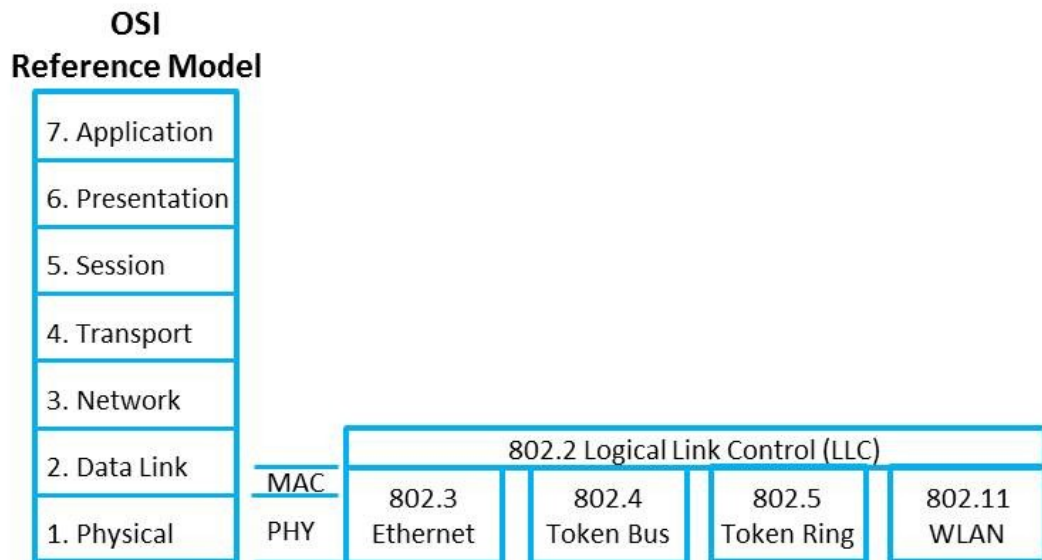 OSI
Reference Model
7. Application
6. Presentation
5. Session
4. Transport
3. Network
2. Data Link
1. Physical
MAC
PHY
802.2 Logical Link Control (LLC)
802.3
Ethernet
802.4
Token Bus
802.5
Token Ring
802.11
WLAN